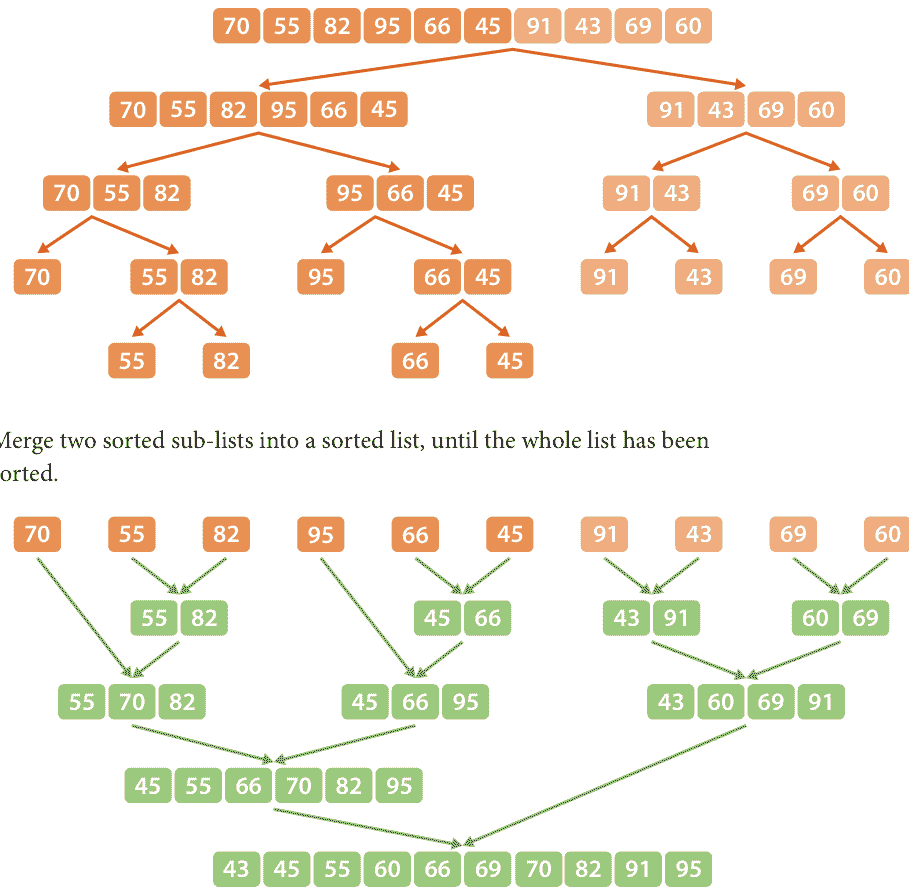 70 55 82 95 66 45 91 43 69 60
70 55 82 95 66 45 91 43 69 60
70 55 82 95 66 45 91 43 69 60
70 55 82 95 66 45 91 43 69 60
55 82 66 45
Merge two sorted sub-lists into a sorted list, until the whole list has been
orted.
70 55 82 95 66 45 91 43 69 60
55 82 45 66 43 91 60 69
55 70 82 45 66 95 43 60 69 91
45 55 66 70 82 95
43 45 55 60 66 69 70 82 91 95